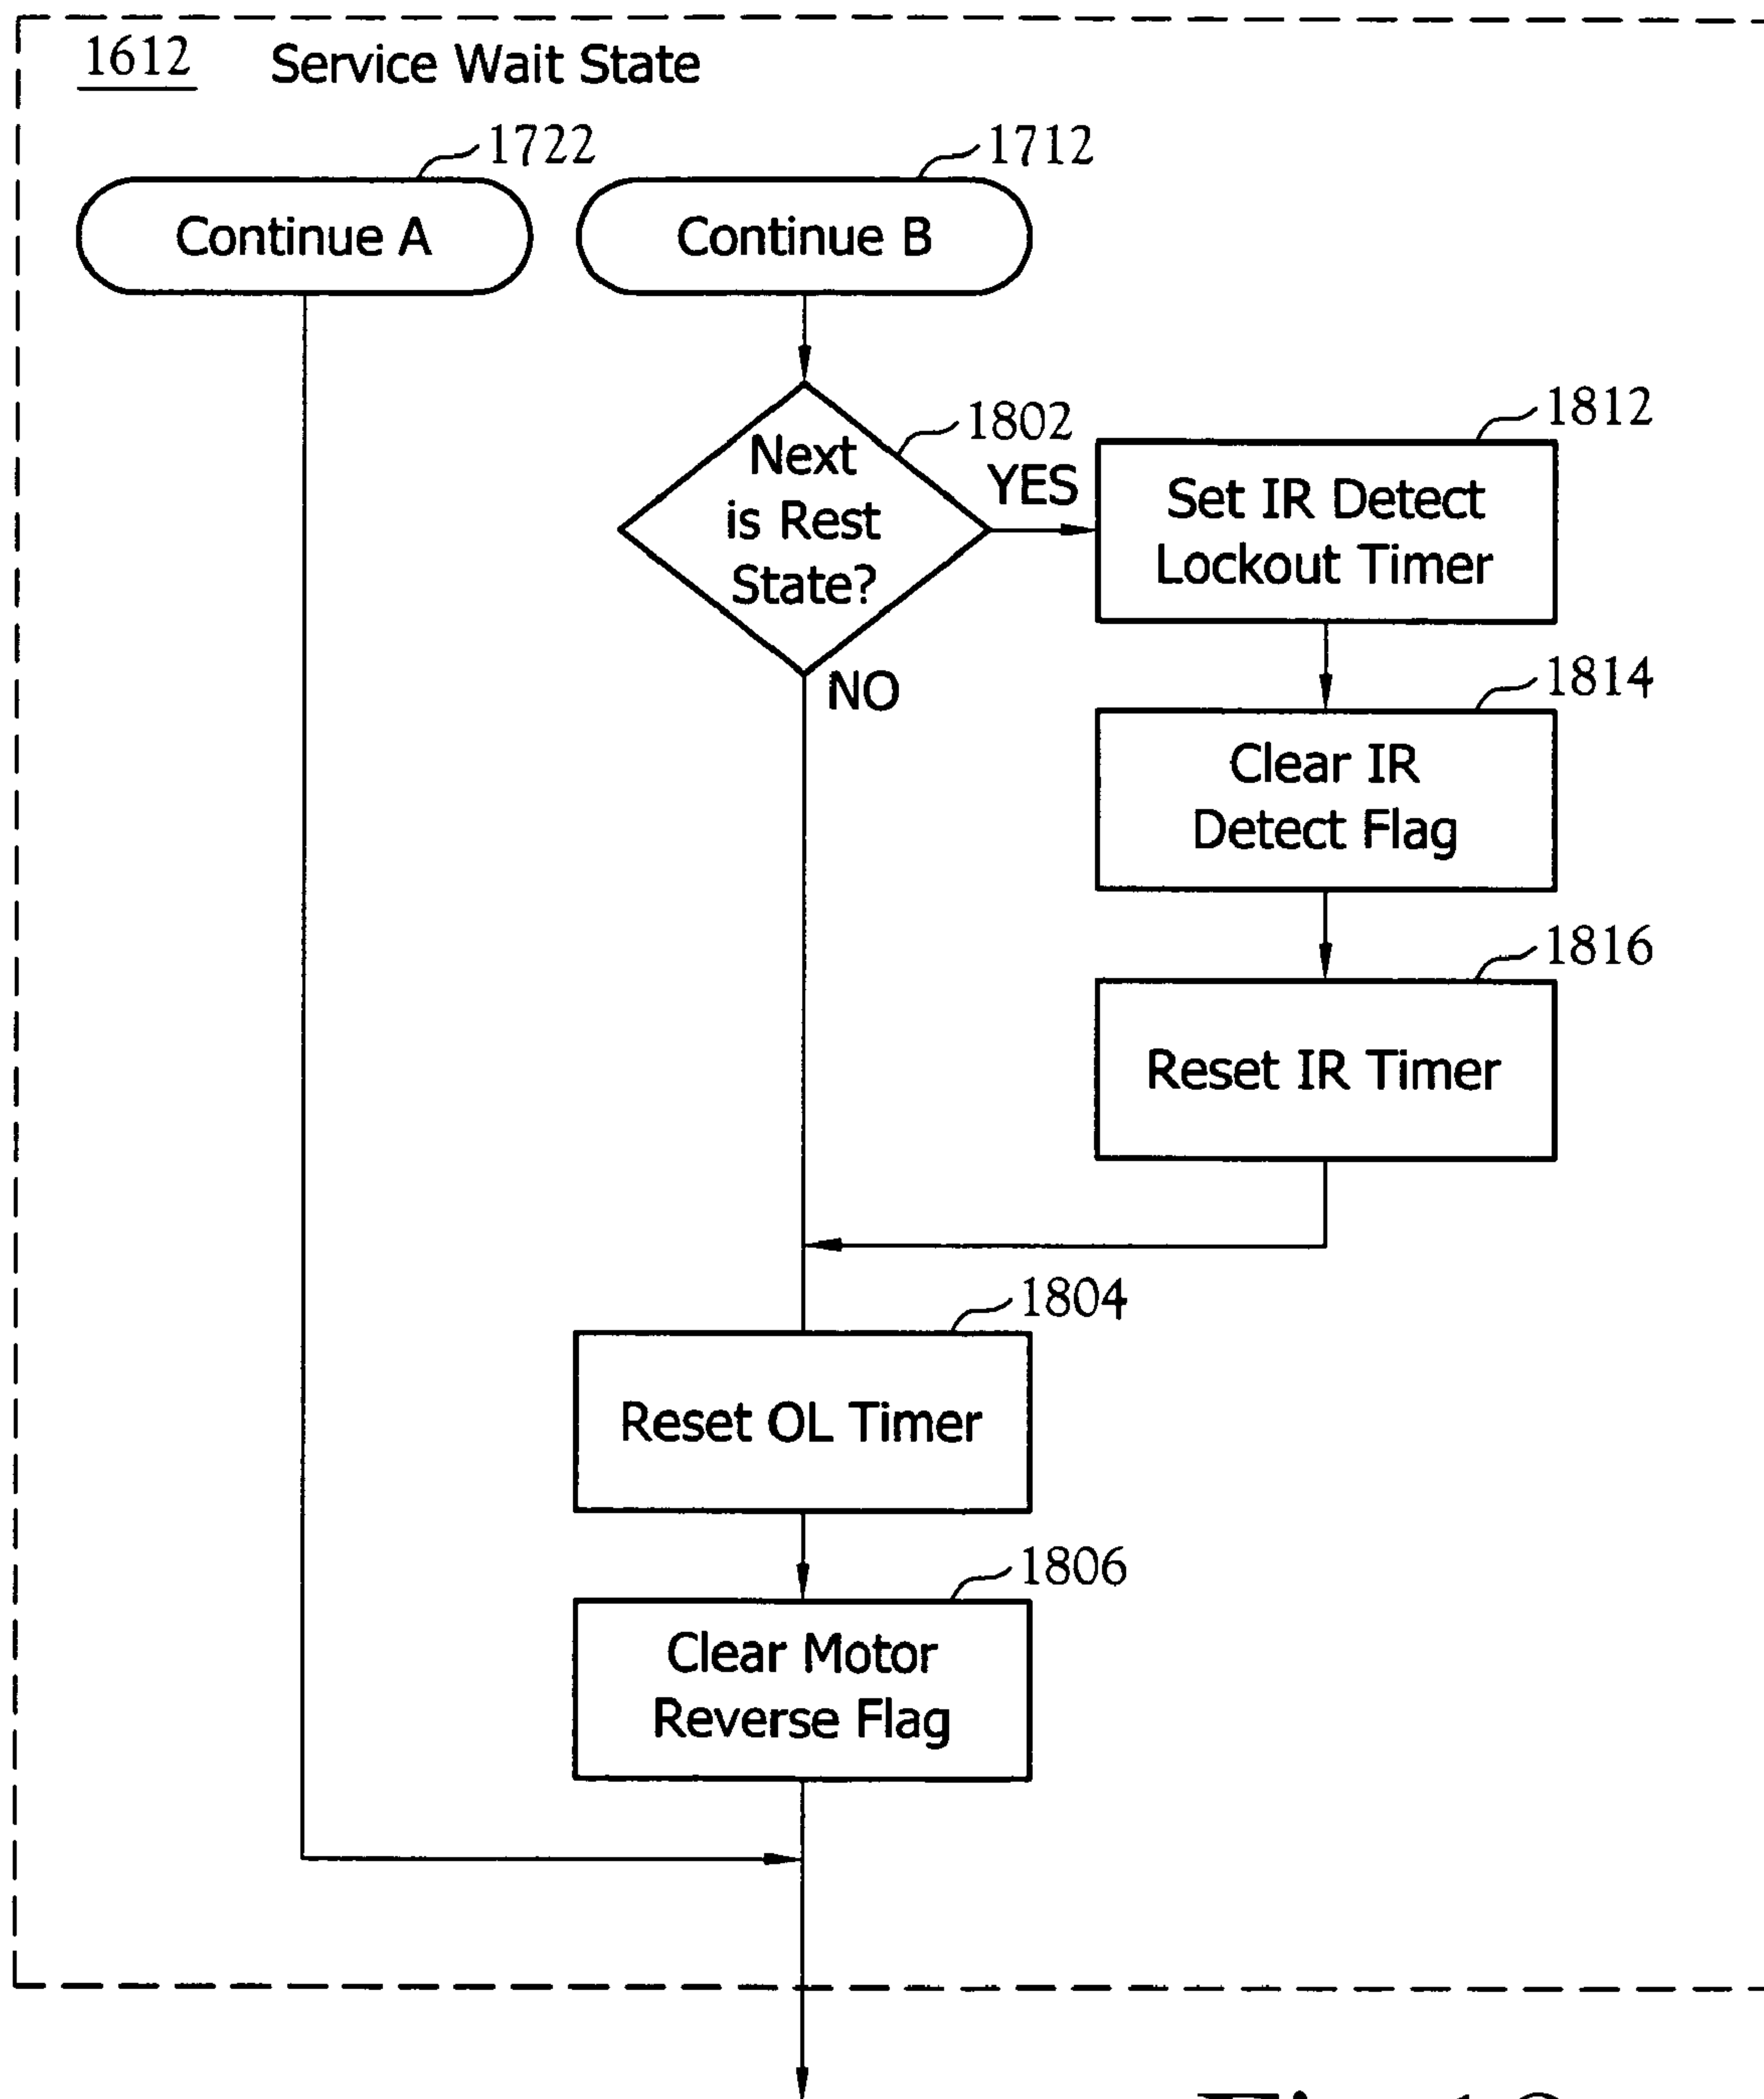 1612 Service Wait State
1722
1712
Continue A
Continue B
1802
Next
is Rest
State?
YES
NO
1812
Set IR Detect
Lockout Timer
1814
Clear IR
Detect Flag
1816
Reset IR Timer
1804
Reset OL Timer
1806
Clear Motor
Reverse Flag